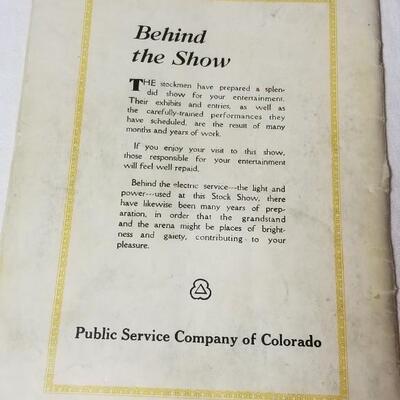 Behind
the Show
THE stockmen have prepared a splen-
did show for your entertainment.
Their exhibits and entries, as well as
the carefully-trained performances they
have scheduled, are the result of many
months and years of work.
If you enjoy your visit to this show,
those responsible for your entertainment
will feel well repaid.
Behind the electric service---the light and
power---used at this Stock Show, there
have likewise been many years of prep-
aration, in order that the grandstand
and the arena might be places of bright-
ness and gaiety, contributing to your
pleasure.
Public Service Company of Colorado